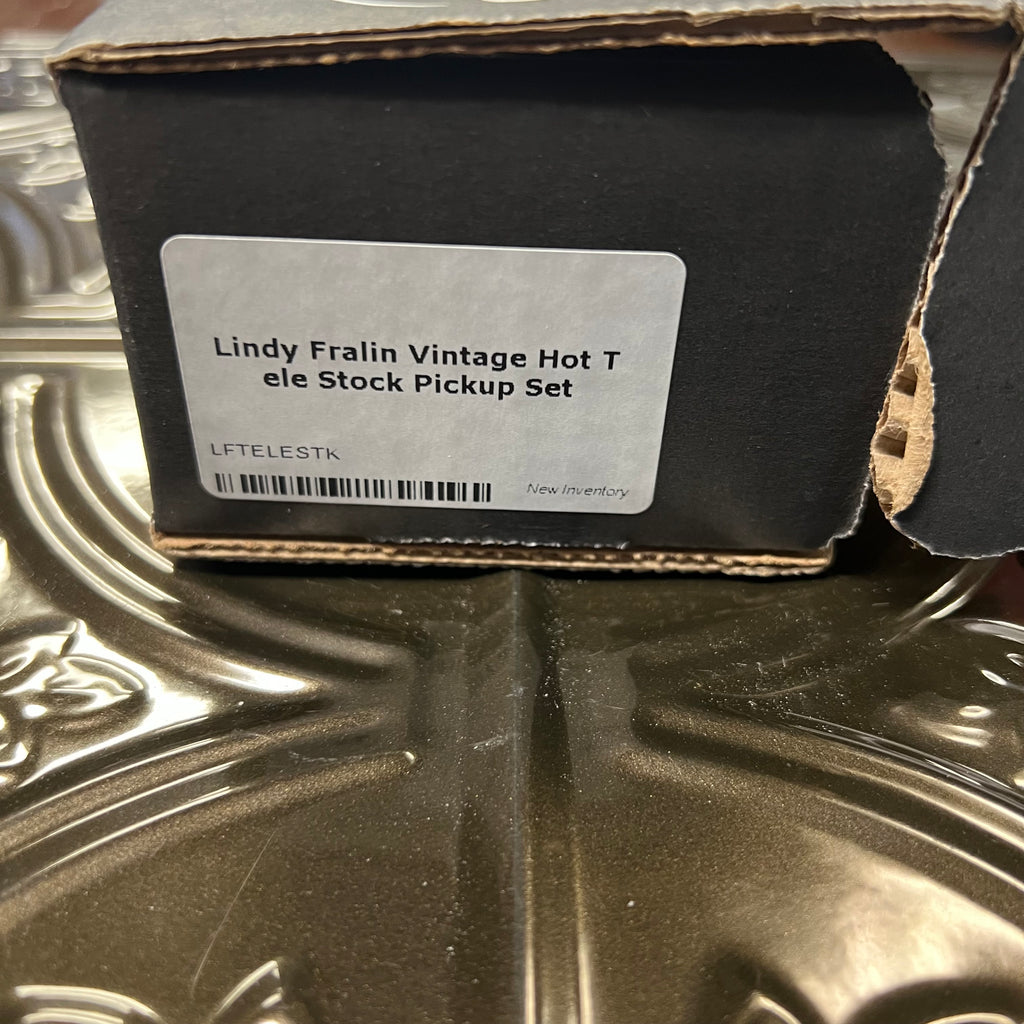 Lindy Fralin Vintage Hot T
ele Stock Pickup Set
LFTELESTK
New Inventory